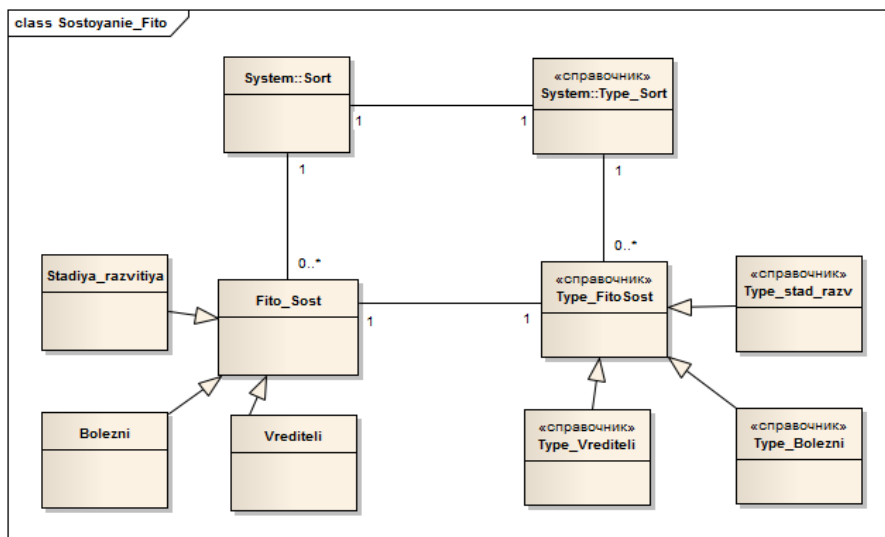 class Sostoyanie_Fito
System::Sort
«справочник»
System::Type_Sort
1
1
1
1
0..*
0..*
Stadiya_razvitiya
Fito_Sost
«справочник»
Type_FitoSost
«справочник»
Type_stad_razv
1
1
Bolezni
Vrediteli
«справочник»
Type_Vrediteli
«справочник»
Type_Bolezni